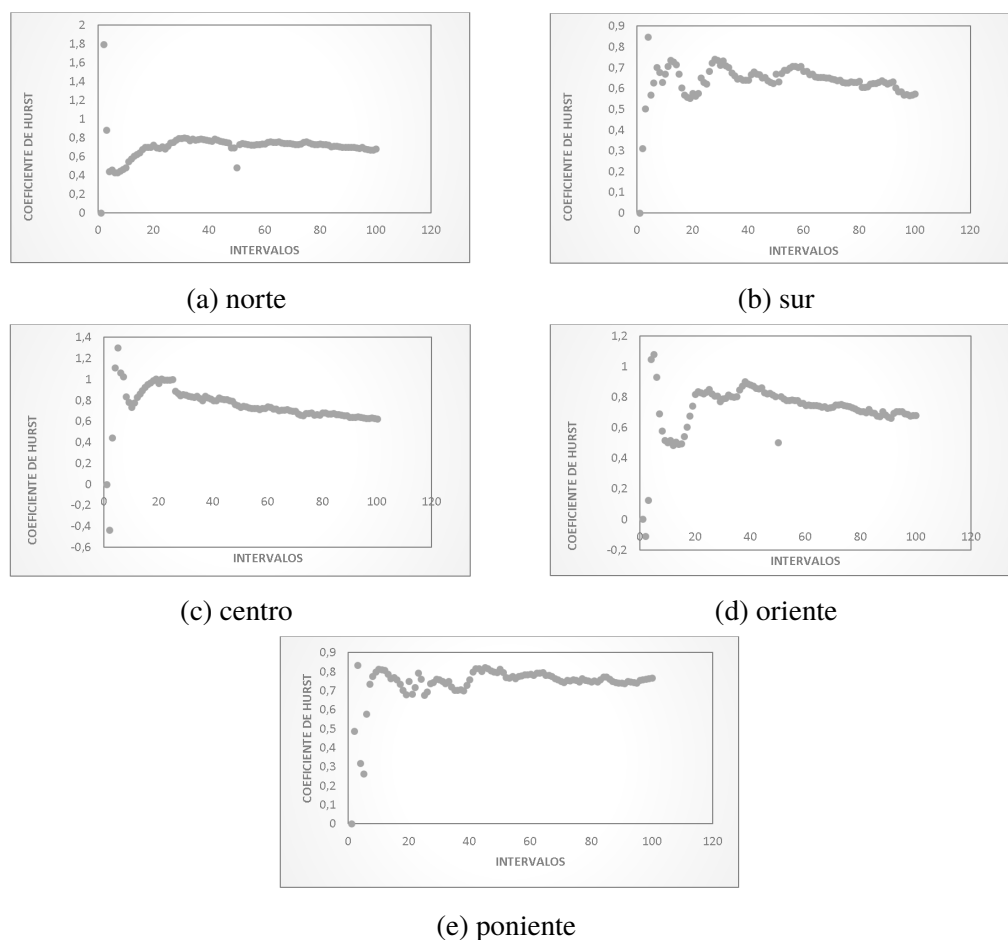 COEFICIENTE DE HURST
2
1,8
1,6
1,4
1,2
1
0,8
0,6
0,4
0,2
0
0 20 40 60 80 100 120
INTERVALOS
(a) norte
COEFICIENTE DE HURST
0,9
0,8
0,7
0,6
0,5
0,4
0,3
0,2
0,1
0
0 20 40 60 80 100 120
INTERVALOS
(b) sur
COEFICIENTE DE HURST
1,4
1,2
1
0,8
0,6
0,4
0,2
0
-0,2
-0,4
-0,6
0 20 40 60 80 100 120
INTERVALOS
(c) centro
COEFICIENTE DE HURST
1,2
1
0,8
0,6
0,4
0,2
0
-0,2
0 20 40 60 80 100 120
INTERVALOS
(d) oriente
COEFICIENTE DE HURST
0,9
0,8
0,7
0,6
0,5
0,4
0,3
0,2
0,1
0
0 20 40 60 80 100 120
INTERVALOS
(e) poniente